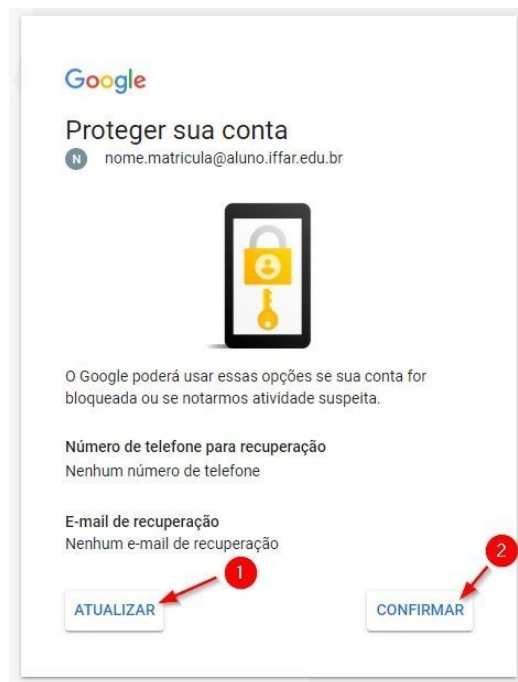 Google
Proteger sua conta
N nome.matricula@aluno.iffar.edu.br
O Google poderá usar essas opções se sua conta for
bloqueada ou se notarmos atividade suspeita.
Número de telefone para recuperação
Nenhum número de telefone
E-mail de recuperação
Nenhum e-mail de recuperação
1
2
ATUALIZAR
CONFIRMAR